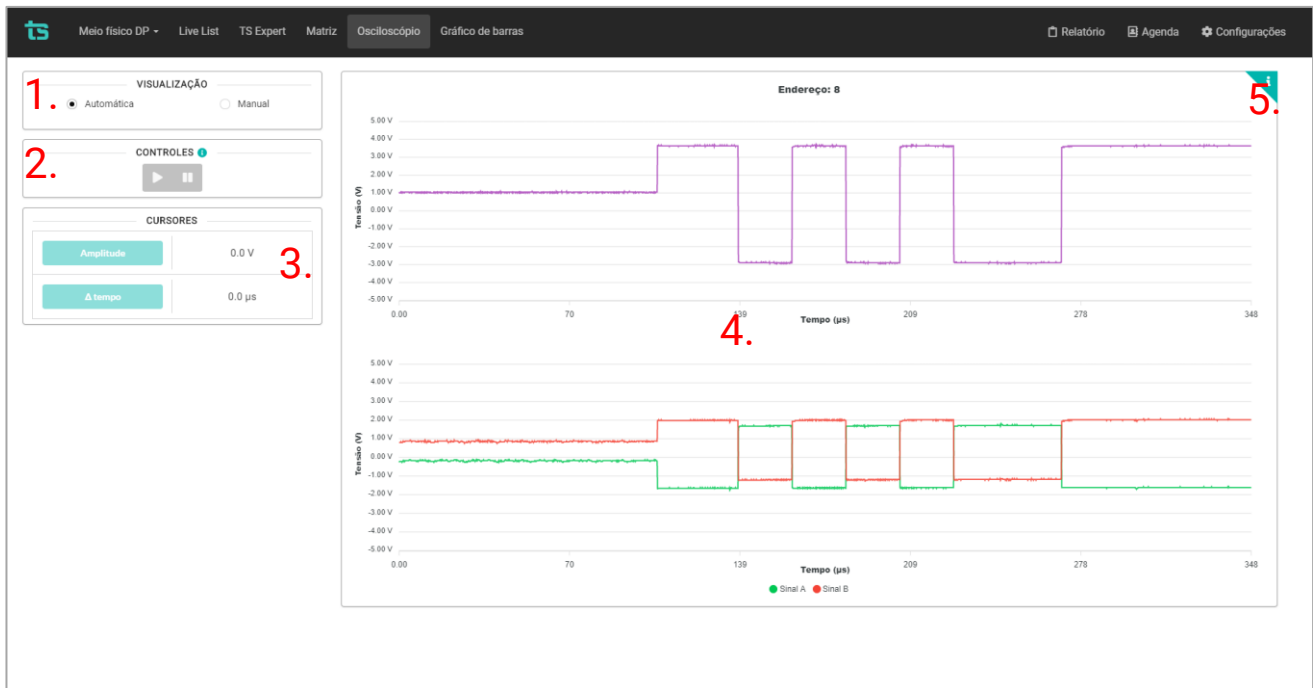 ts Meio físico DP Live List TS Expert Matriz Osciloscópio Gráfico de barras Relatório Agenda Configurações
1. VISUALIZAÇÃO
Automática Manual
2. CONTROLES i
CURSORES
Amplitude 0.0 V
3.
Δ tempo 0.0 µs
Endereço: 8
i
5.
Tensão (V)
5.00 V
4.00 V
3.00 V
2.00 V
1.00 V
0.00 V
-1.00 V
-2.00 V
-3.00 V
-4.00 V
-5.00 V
0.00 70 139 209 278 348
Tempo (µs)
4.
Tensão (V)
5.00 V
4.00 V
3.00 V
2.00 V
1.00 V
0.00 V
-1.00 V
-2.00 V
-3.00 V
-4.00 V
-5.00 V
0.00 70 139 209 278 348
Tempo (µs)
Sinal A Sinal B